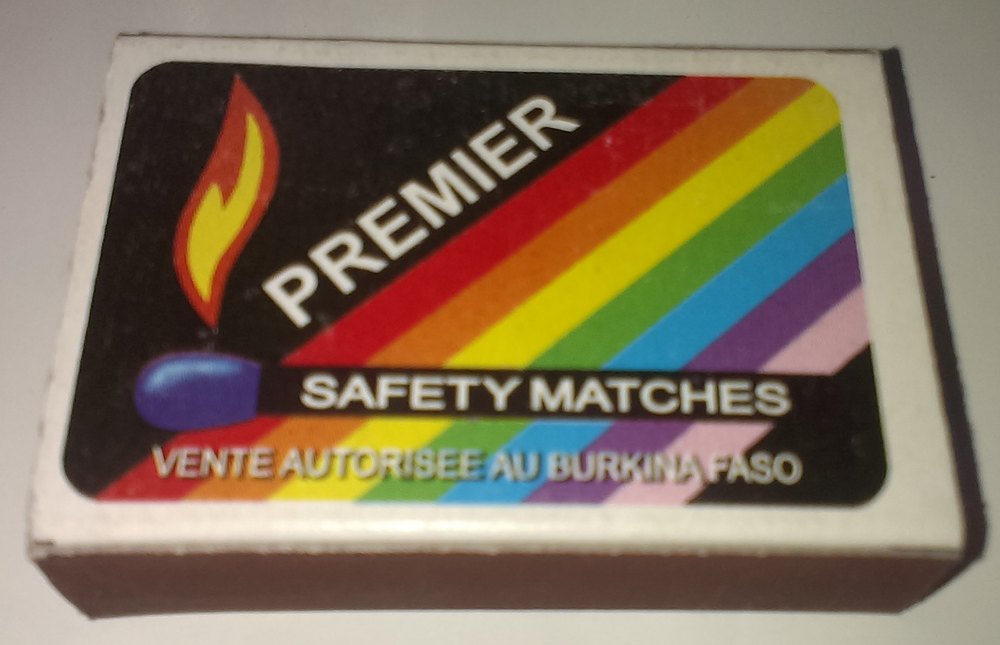 PREMIER
SAFETY MATCHES
VENTE AUTORISEE AU BURKINA FASO